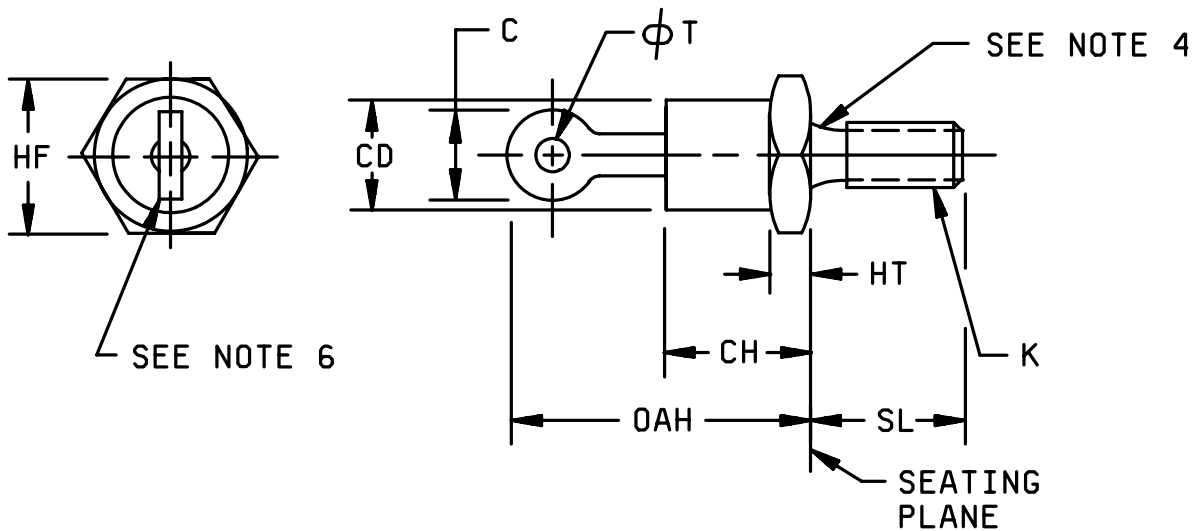 C
ϕT
SEE NOTE 4
HF
CD
HT
SEE NOTE 6
CH
K
OAH
SL
SEATING
PLANE